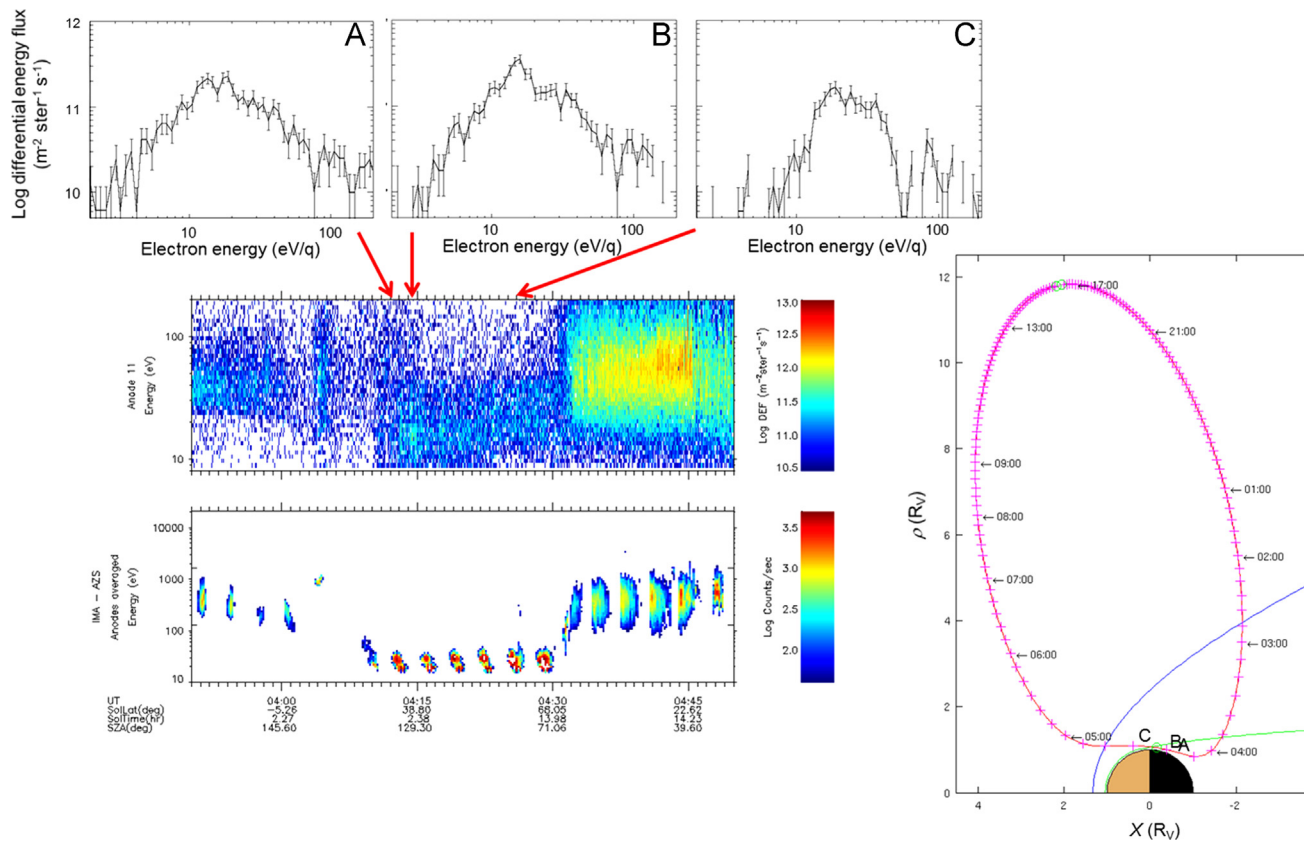 A
B
C
Log differential energy flux
(m-2 ster-1 s-1)
12
11
10
10
100
10
100
10
100
Electron energy (eV/q)
Electron energy (eV/q)
Electron energy (eV/q)
Anode 11
Energy (eV)
100
10
13.0
12.5
12.0
11.5
11.0
10.5
Log DEF (m-2ster-1s-1)
IMA - AZS
Anodes averaged
Energy (eV)
10000
1000
100
10
3.5
3.0
2.5
2.0
Log Counts/sec
UT 04:00 04:15 04:30 04:45
SolLat(deg) -5.26 38.80 68.05 22.62
SolTime(hr) 2.27 2.38 13.98 14.23
SZA(deg) 145.60 129.30 71.06 39.60
12
10
8
6
4
2
0
ρ (RV)
←17:00
←13:00
←21:00
←09:00
←08:00
←01:00
←02:00
←07:00
←06:00
←03:00
←05:00
←04:00
C
B
A
4 2 0 -2
X (RV)